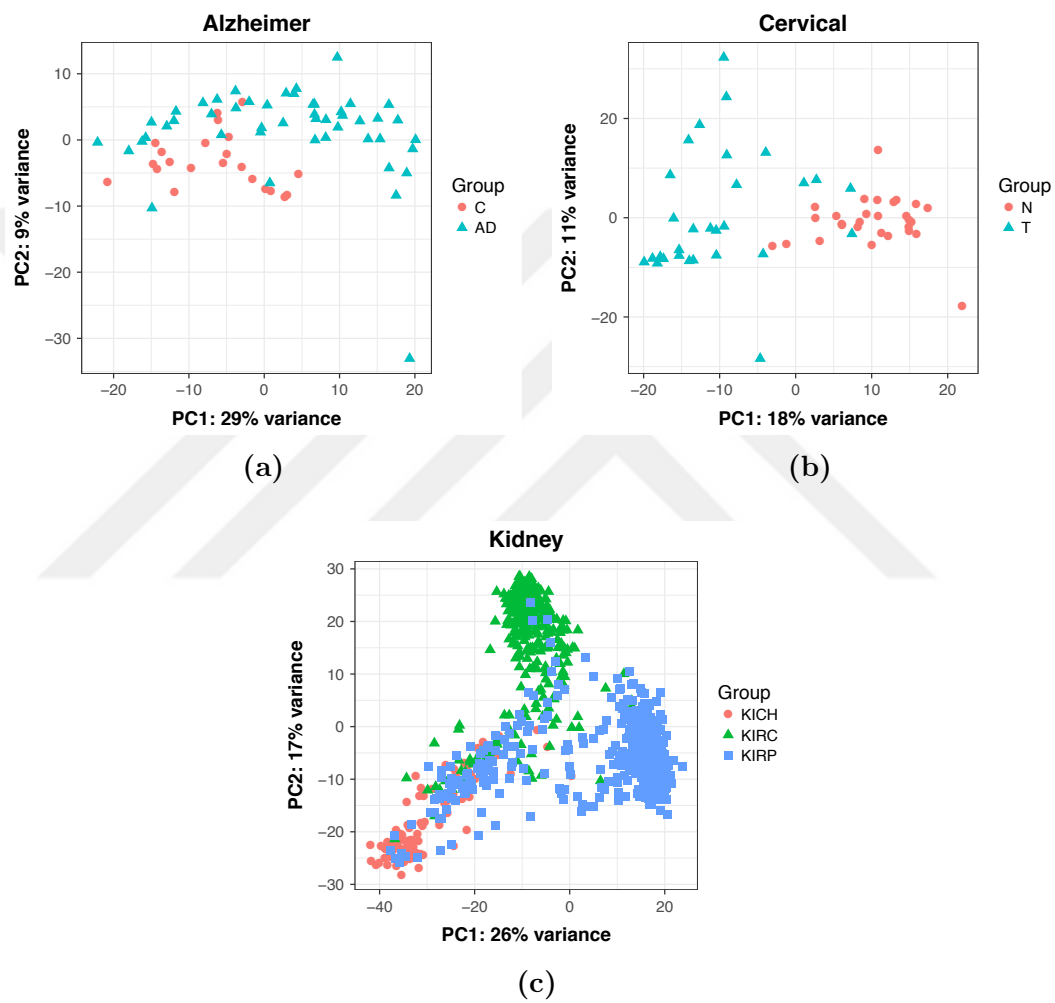 Alzheimer
10
0
−10
−20
−30
PC2: 9% variance
−20 −10 0 10 20
PC1: 29% variance
Group
C
AD
(a)
Cervical
20
0
−20
PC2: 11% variance
−20 −10 0 10 20
PC1: 18% variance
Group
N
T
(b)
Kidney
30
20
10
0
−10
−20
−30
PC2: 17% variance
−40 −20 0 20
PC1: 26% variance
Group
KICH
KIRC
KIRP
(c)